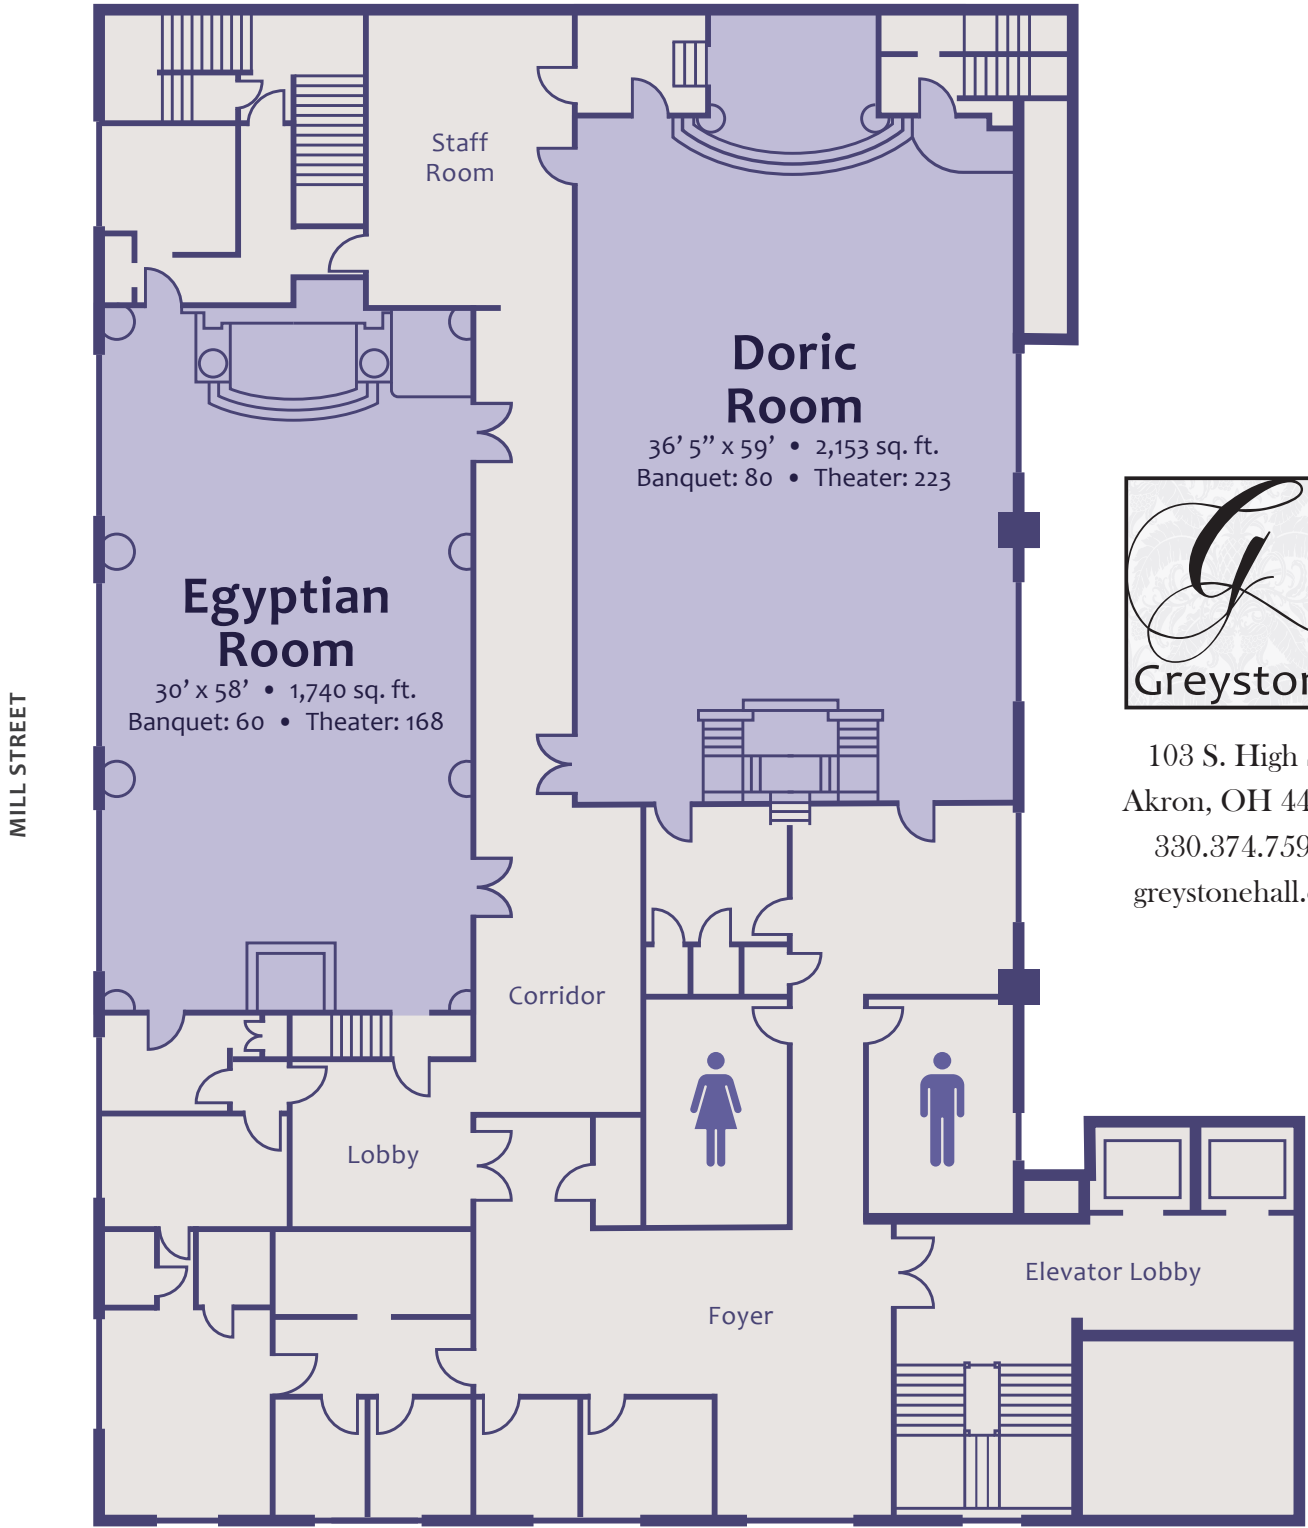 Staff
Room
Doric
Room
36’ 5” x 59’ • 2,153 sq. ft.
Banquet: 80 • Theater: 223
Egyptian
Room
30’ x 58’ • 1,740 sq. ft.
Banquet: 60 • Theater: 168
MILL STREET
G
103 S. High
Akron, OH 44
330.374.759
greystonehall.
Corridor
Lobby
Elevator Lobby
Foyer